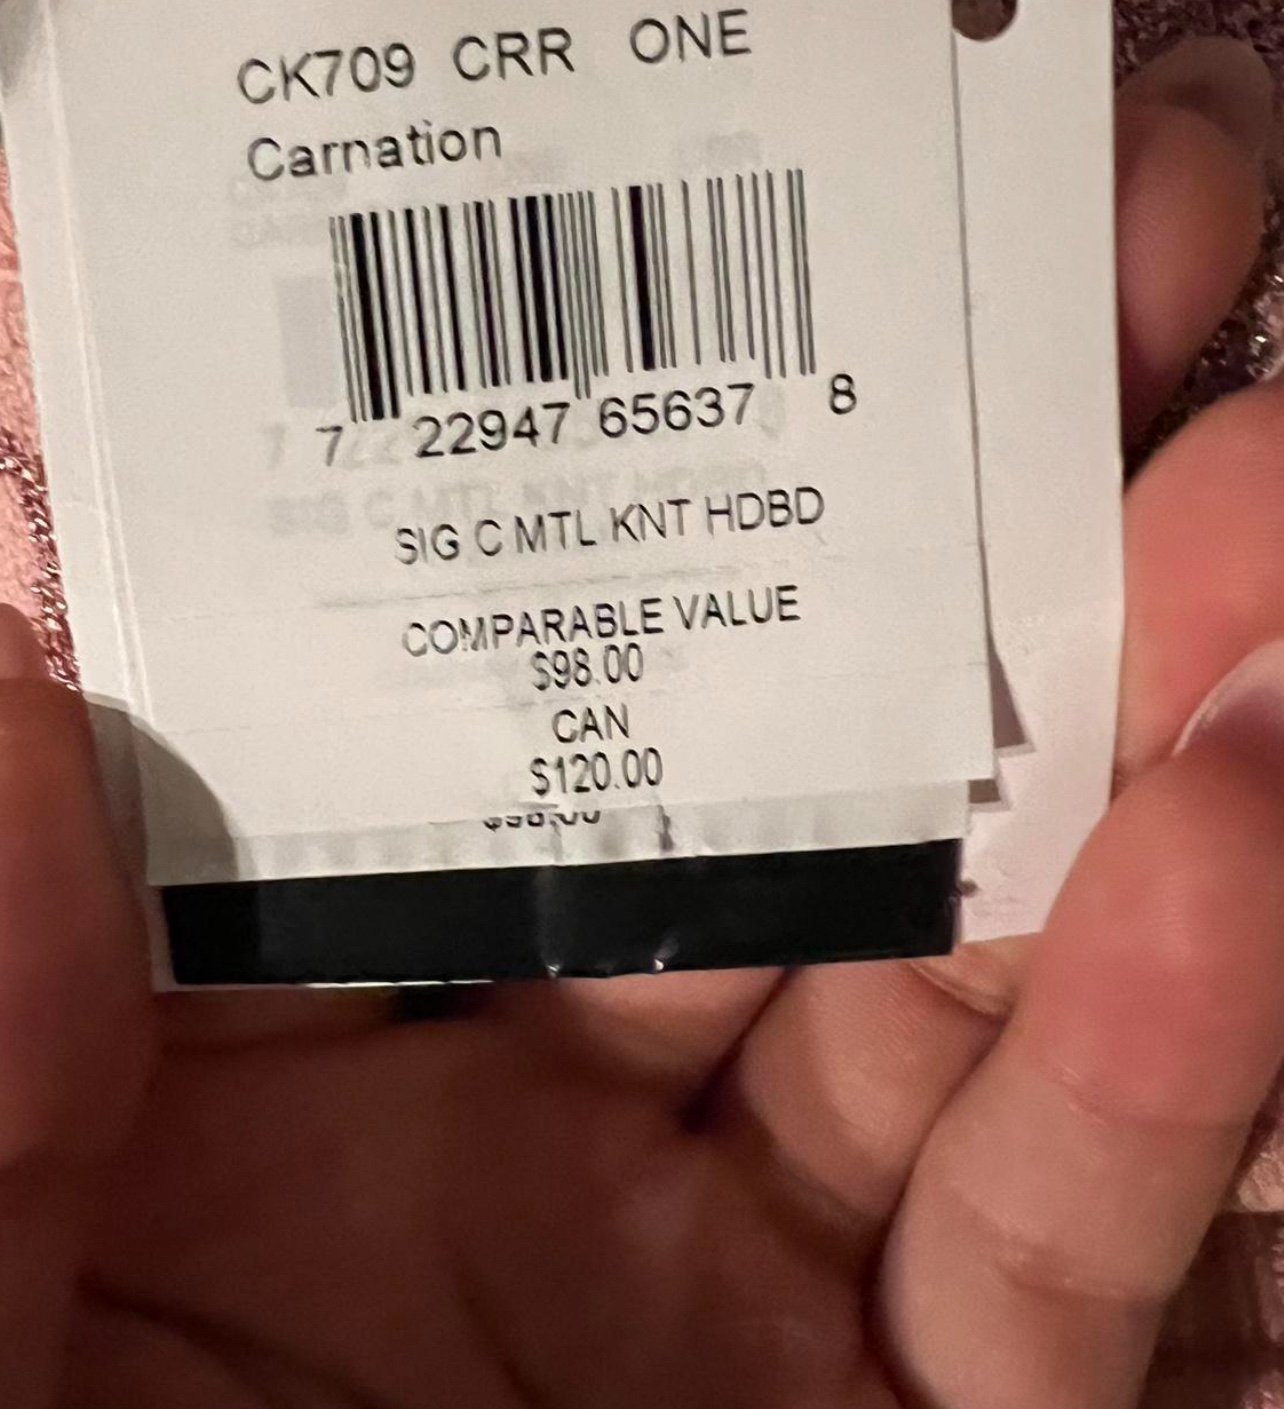 CK709 CRR ONE
Carnation
7 22947 65637 8
SIG C MTL KNT HDBD
COMPARABLE VALUE
$98.00
CAN
$120.00